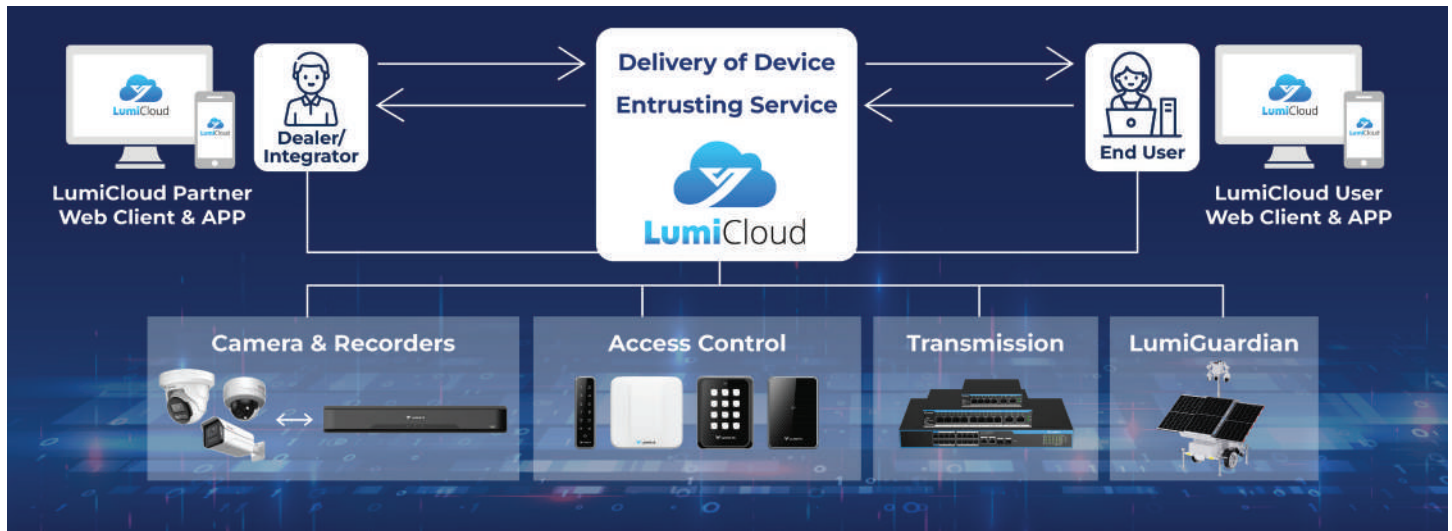 LumiCloud
LumiCloud
Dealer/
Integrator
LumiCloud Partner
Web Client & APP
Delivery of Device
Entrusting Service
LumiCloud
End User
LumiCloud
LumiCloud
LumiCloud User
Web Client & APP
Camera & Recorders
Access Control
Transmission
LumiGuardian